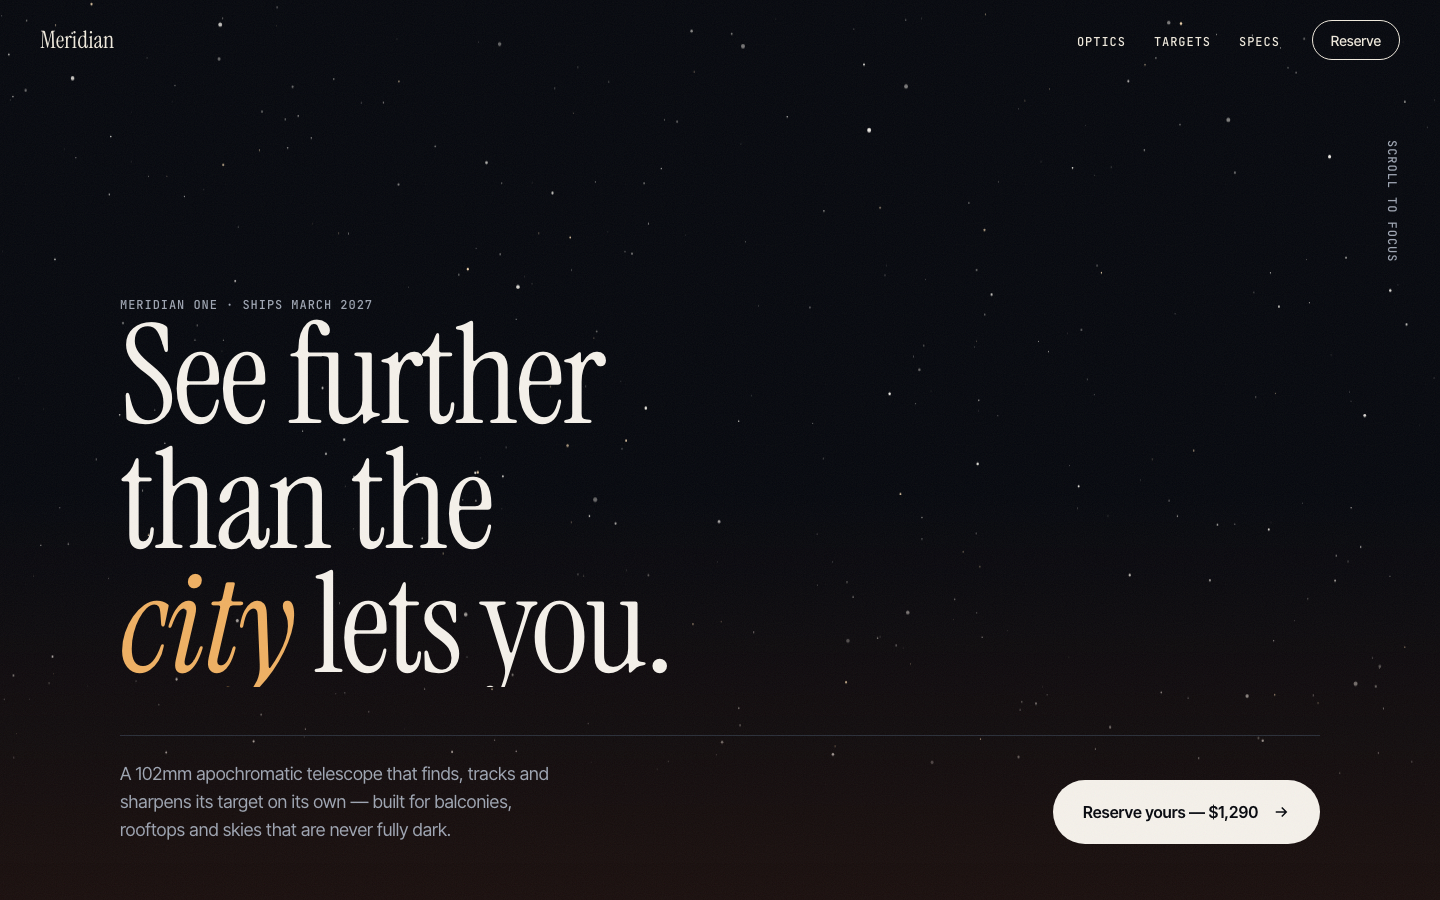 Meridian
OPTICS
TARGETS
SPECS
Reserve
SCROLL TO FOCUS
MERIDIAN ONE · SHIPS MARCH 2027
See further
than the
city lets you.
A 102mm apochromatic telescope that finds, tracks and
sharpens its target on its own — built for balconies,
rooftops and skies that are never fully dark.
Reserve yours — $1,290 →